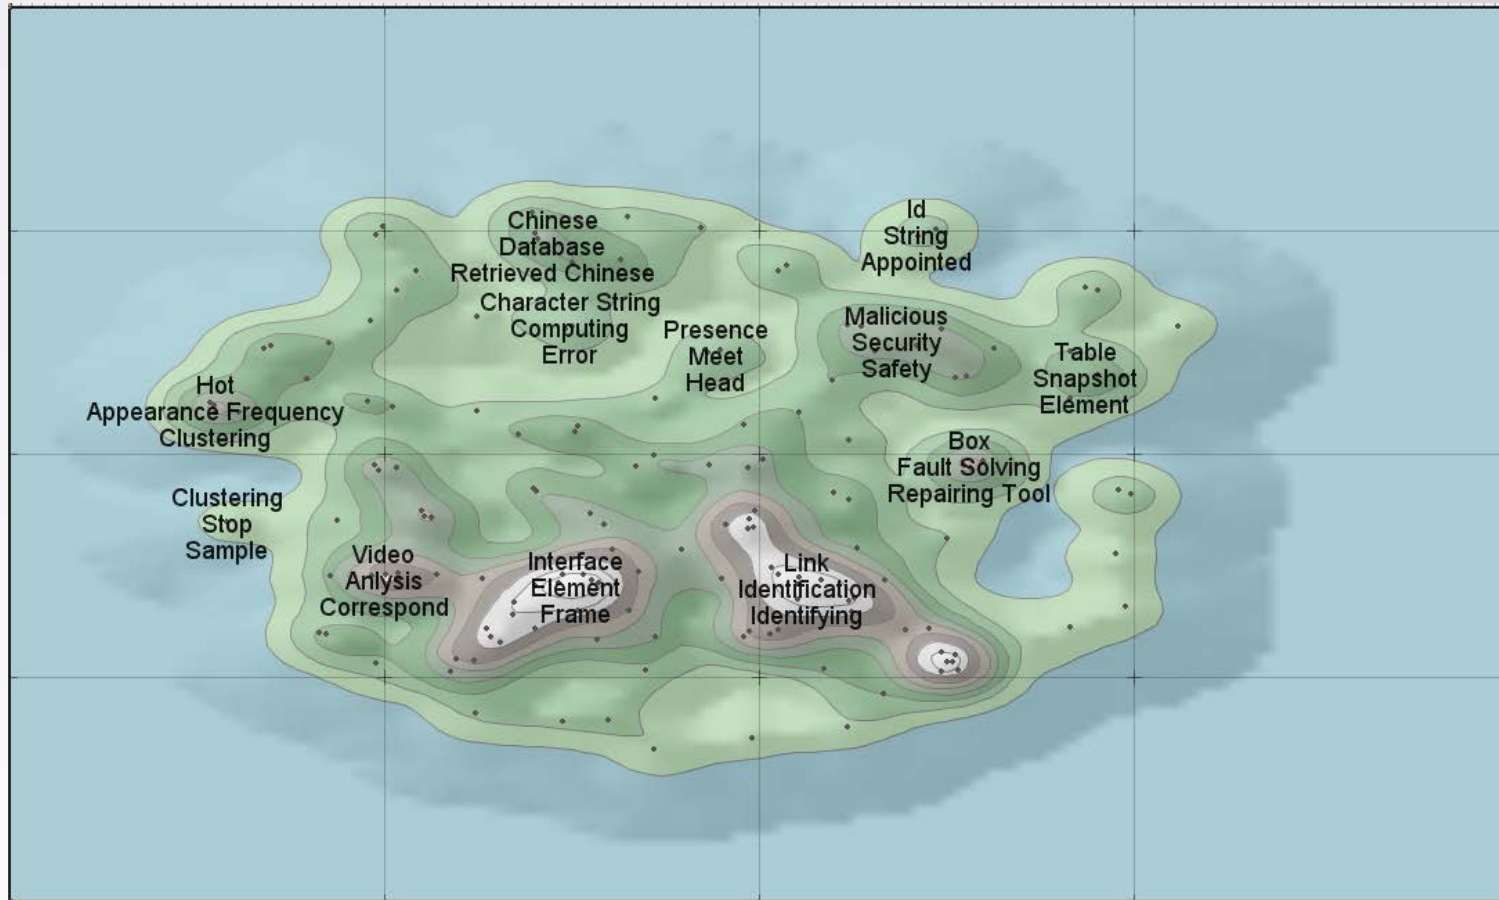 Id
String
Appointed
Chinese
Database
Retrieved Chinese
Character String
Computing
Error
Presence
Meet
Head
Malicious
Security
Safety
Table
Snapshot
Element
Hot
Appearance Frequency
Clustering
Box
Fault Solving
Repairing Tool
Clustering
Stop
Sample
Video
Anlysis
Correspond
Interface
Element
Frame
Link
Identification
Identifying